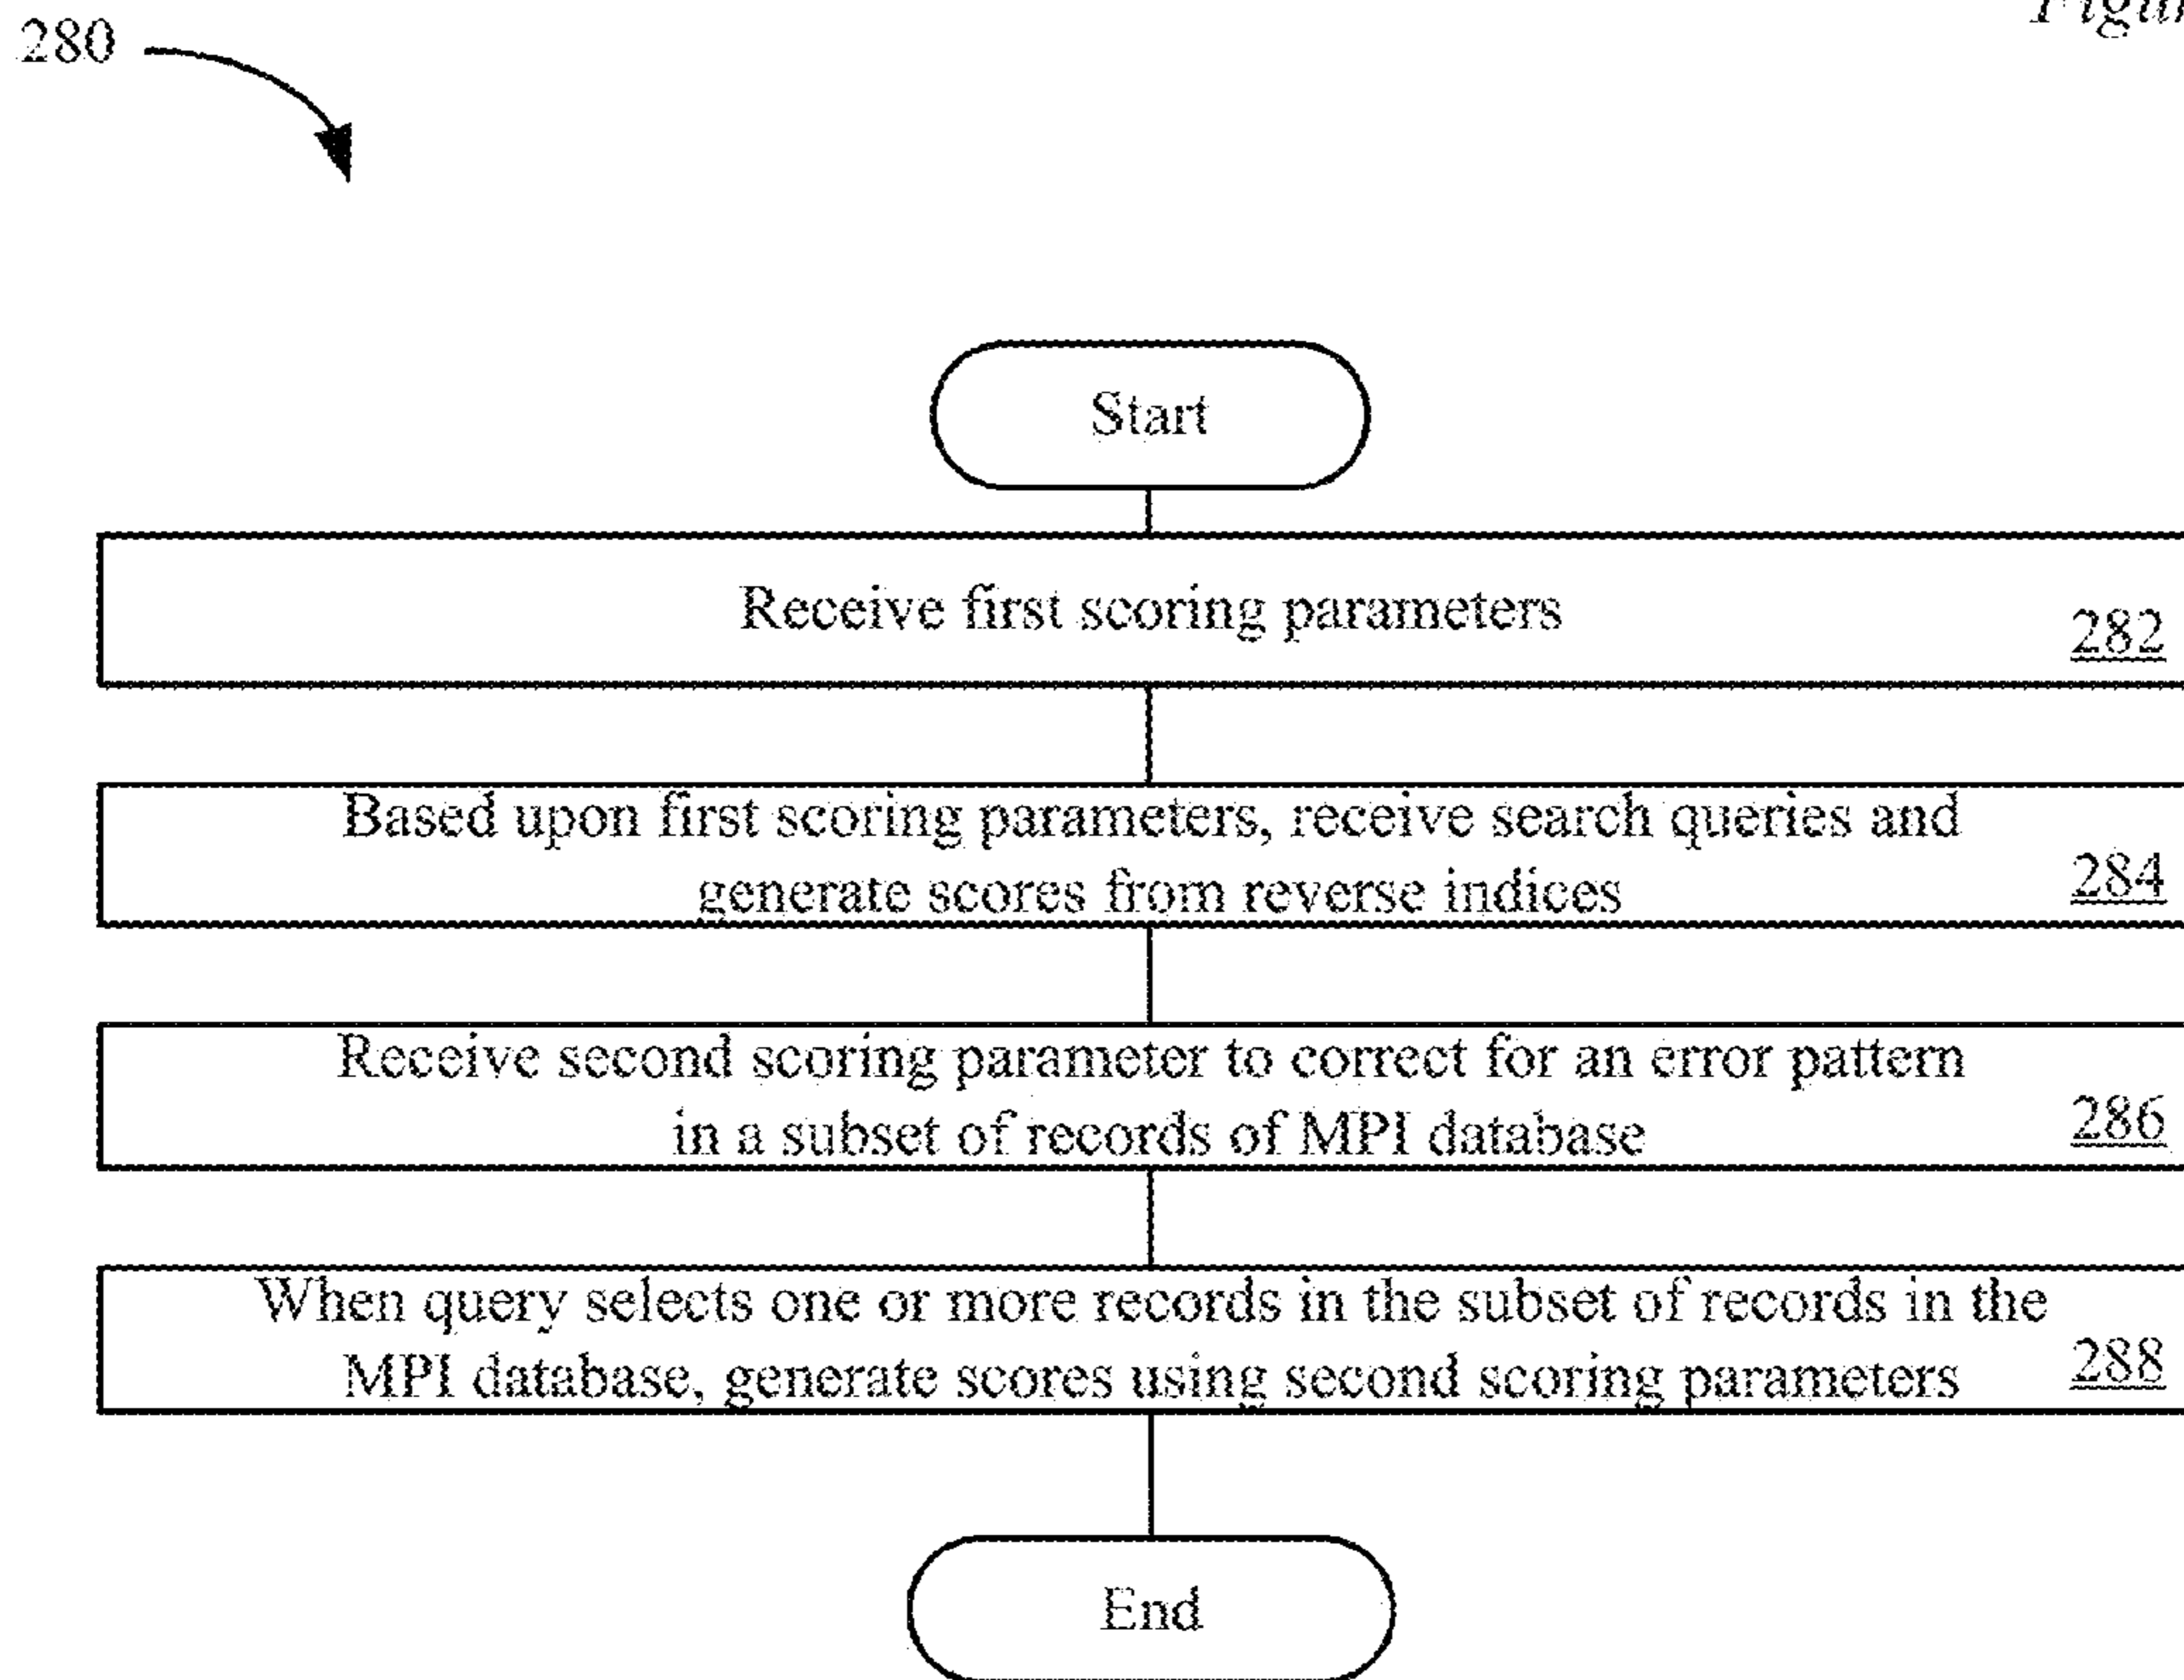 280
Start
Receive first scoring parameters
282
Based upon first scoring parameters, receive search queries and
generate scores from reverse indices
284
Receive second scoring parameter to correct for an error pattern
in a subset of records of MPI database
286
When query selects one or more records in the subset of records in the
MPI database, generate scores using second scoring parameters
288
End